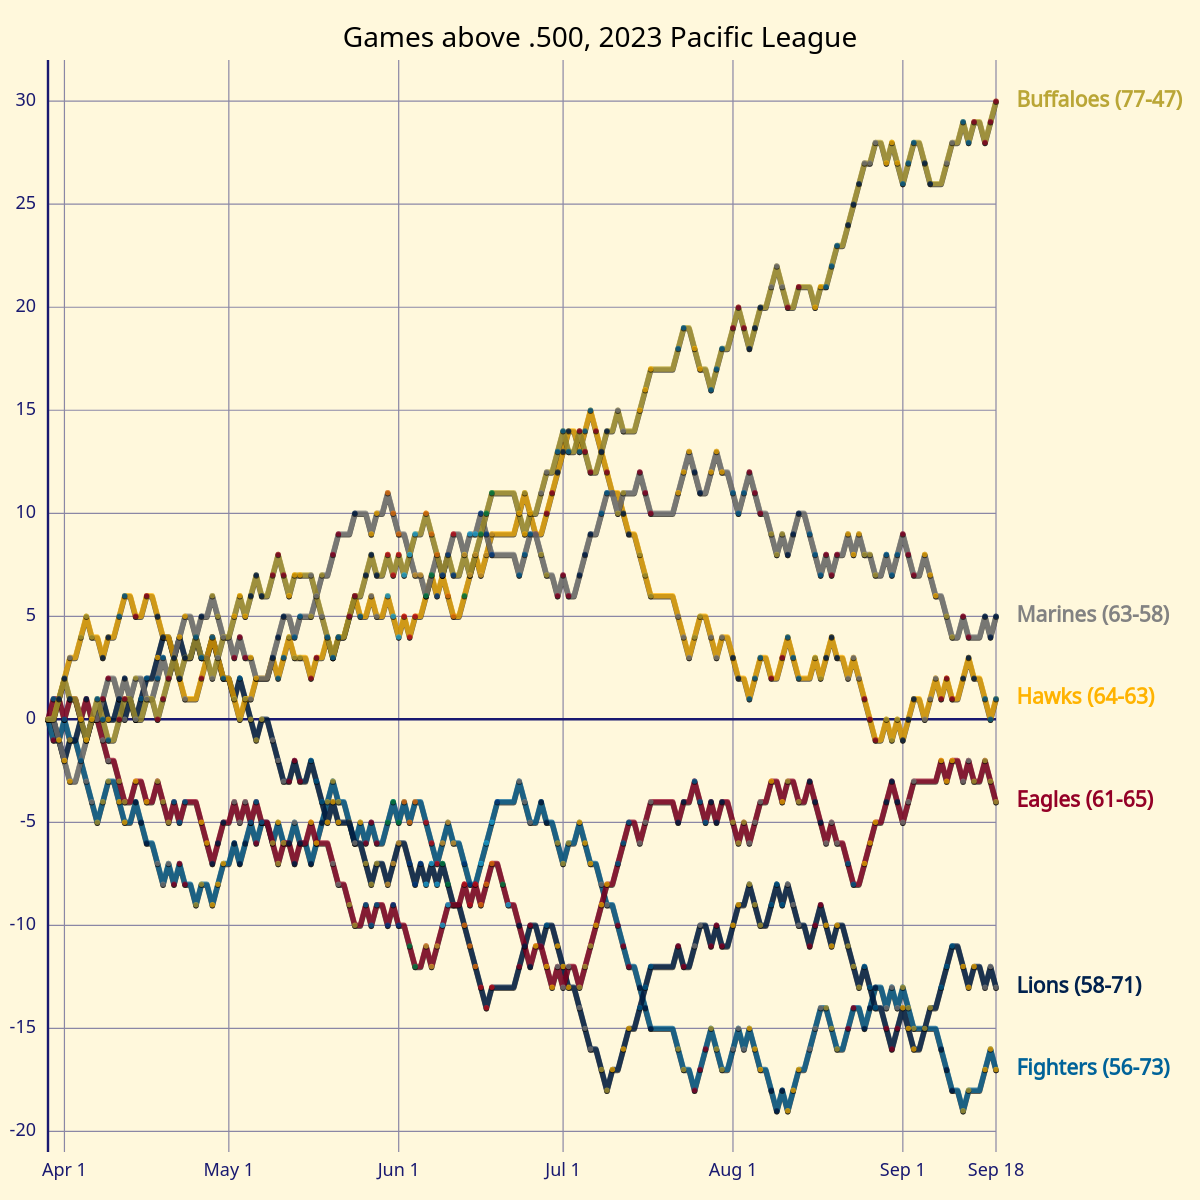 Games above .500, 2023 Pacific League
30
Buffaloes (77-47)
25
20
15
10
5
Marines (63-58)
Hawks (64-63)
0
Eagles (61-65)
-5
-10
Lions (58-71)
-15
Fighters (56-73)
-20
Apr 1 May 1 Jun 1 Jul 1 Aug 1 Sep 1 Sep 18